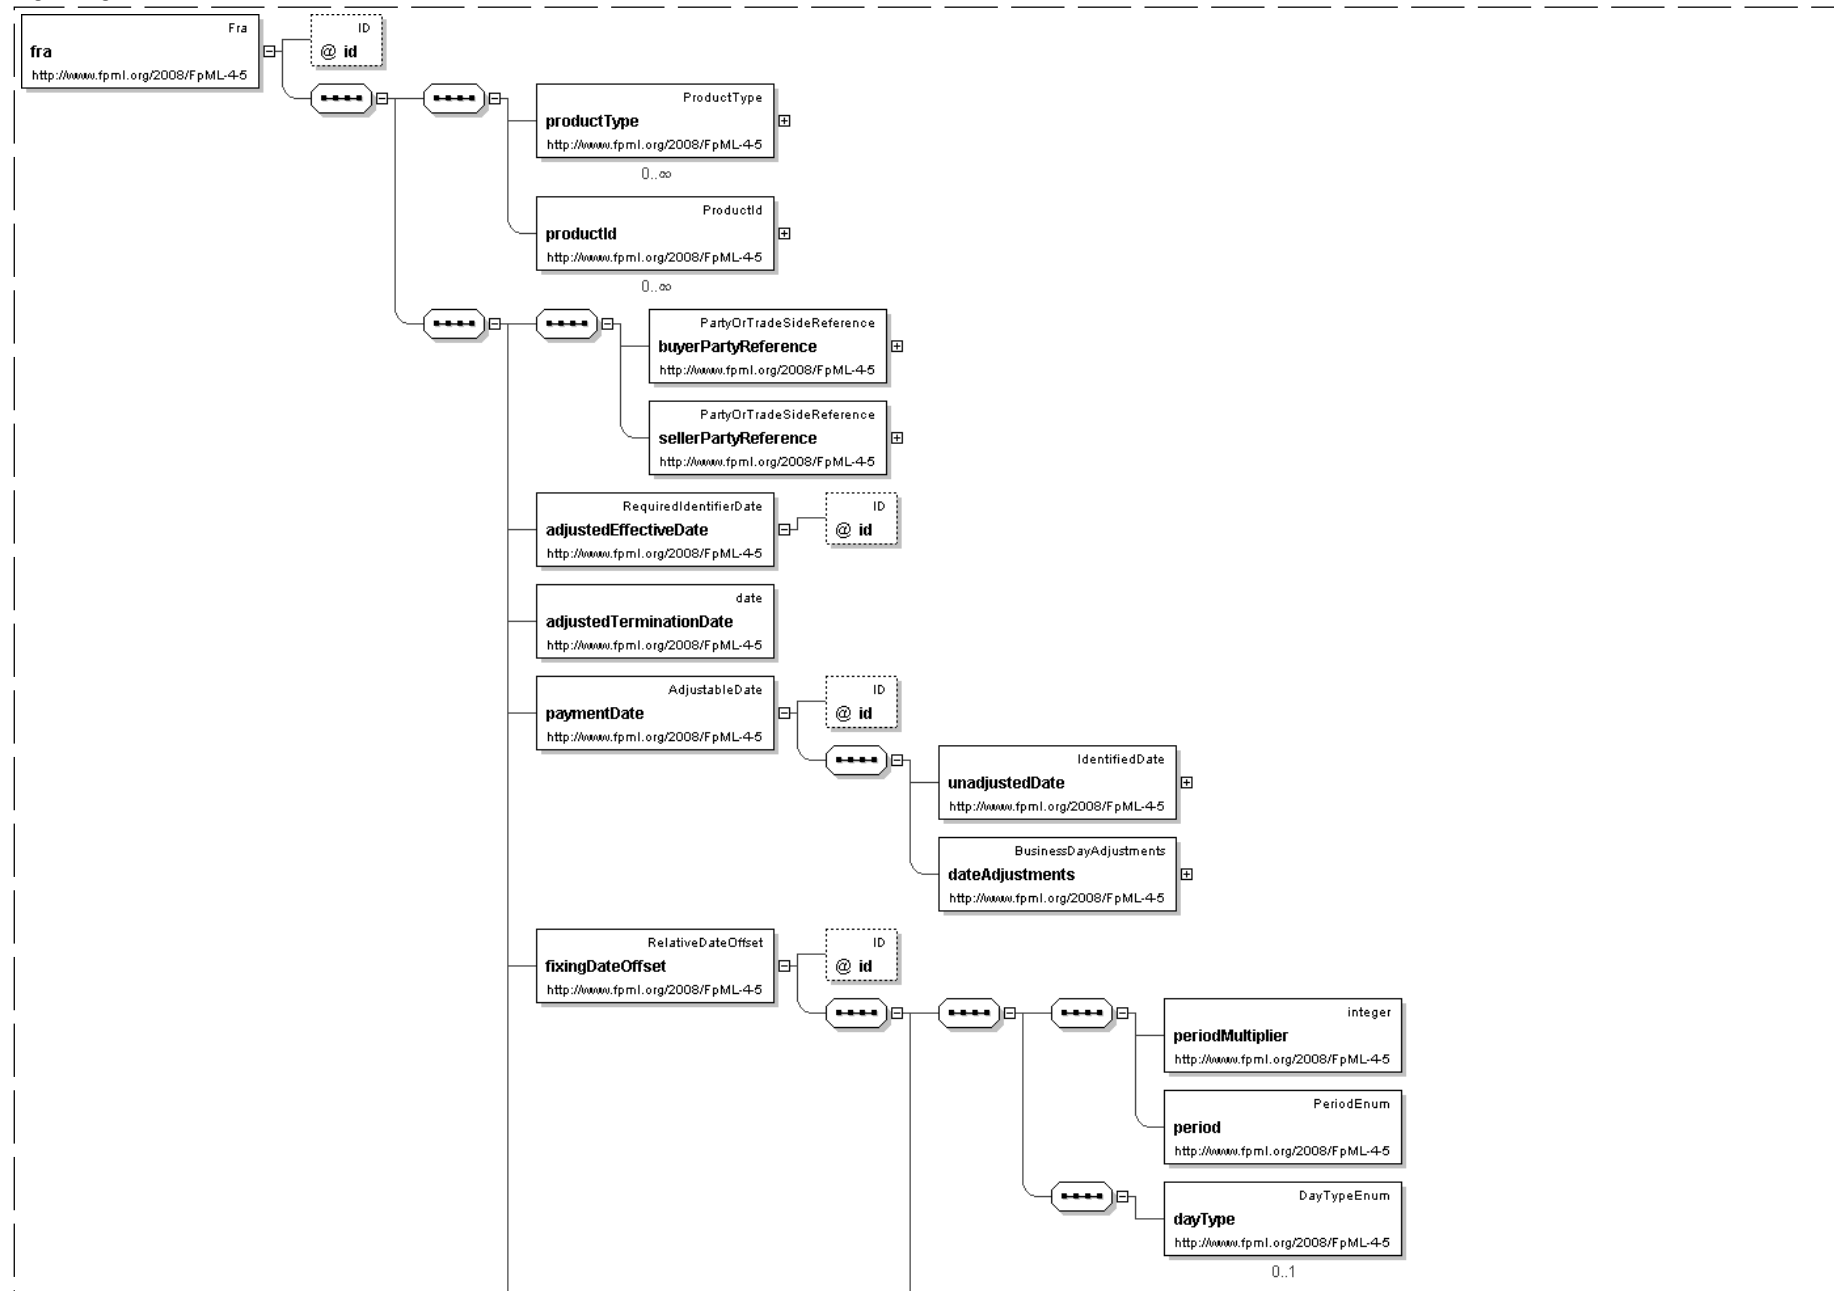 Fra
fra
http://www.fpml.org/2008/FpML-4-5
ID
@ id
ProductType
productType
http://www.fpml.org/2008/FpML-4-5
0..∞
ProductId
productId
http://www.fpml.org/2008/FpML-4-5
0..∞
PartyOrTradeSideReference
buyerPartyReference
http://www.fpml.org/2008/FpML-4-5
PartyOrTradeSideReference
sellerPartyReference
http://www.fpml.org/2008/FpML-4-5
RequiredIdentifierDate
adjustedEffectiveDate
http://www.fpml.org/2008/FpML-4-5
ID
@ id
date
adjustedTerminationDate
http://www.fpml.org/2008/FpML-4-5
AdjustableDate
paymentDate
http://www.fpml.org/2008/FpML-4-5
ID
@ id
IdentifiedDate
unadjustedDate
http://www.fpml.org/2008/FpML-4-5
BusinessDayAdjustments
dateAdjustments
http://www.fpml.org/2008/FpML-4-5
RelativeDateOffset
fixingDateOffset
http://www.fpml.org/2008/FpML-4-5
ID
@ id
integer
periodMultiplier
http://www.fpml.org/2008/FpML-4-5
PeriodEnum
period
http://www.fpml.org/2008/FpML-4-5
DayTypeEnum
dayType
http://www.fpml.org/2008/FpML-4-5
0..1